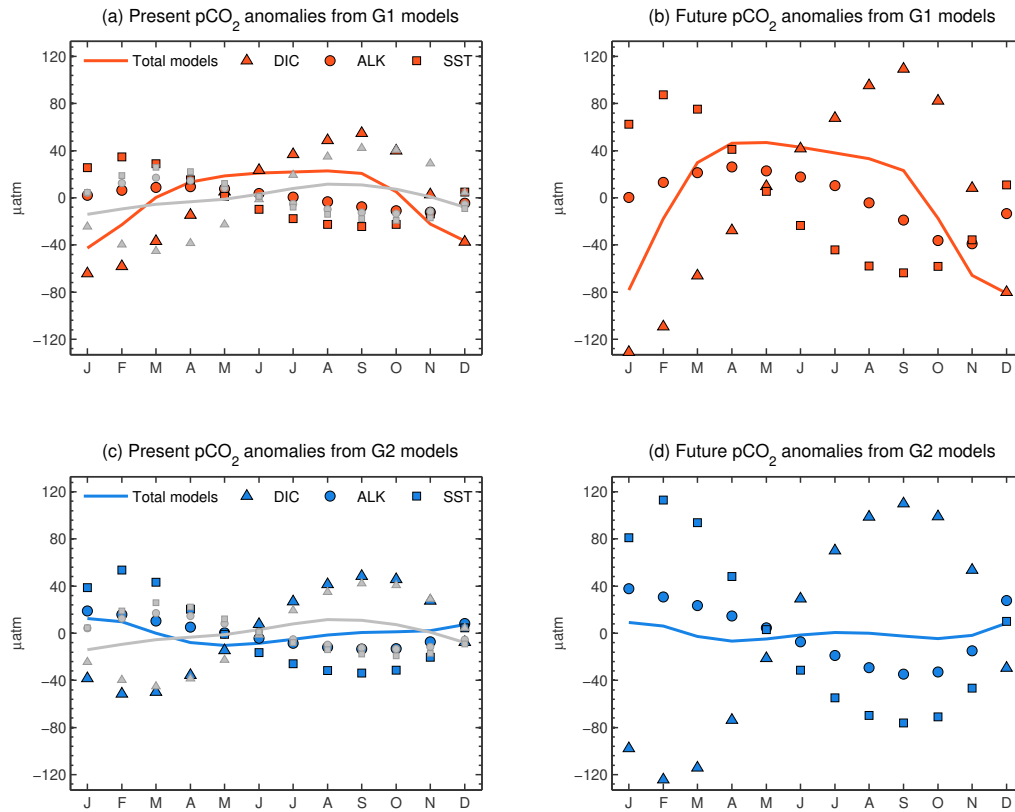 (a) Present pCO2 anomalies from G1 models
(b) Future pCO2 anomalies from G1 models
120
80
40
0
−40
−80
−120
µatm
Total models DIC ALK SST
J F M A M J J A S O N D
120
80
40
0
−40
−80
−120
µatm
J F M A M J J A S O N D
(c) Present pCO2 anomalies from G2 models
(d) Future pCO2 anomalies from G2 models
120
80
40
0
−40
−80
−120
µatm
Total models DIC ALK SST
J F M A M J J A S O N D
120
80
40
0
−40
−80
−120
µatm
J F M A M J J A S O N D